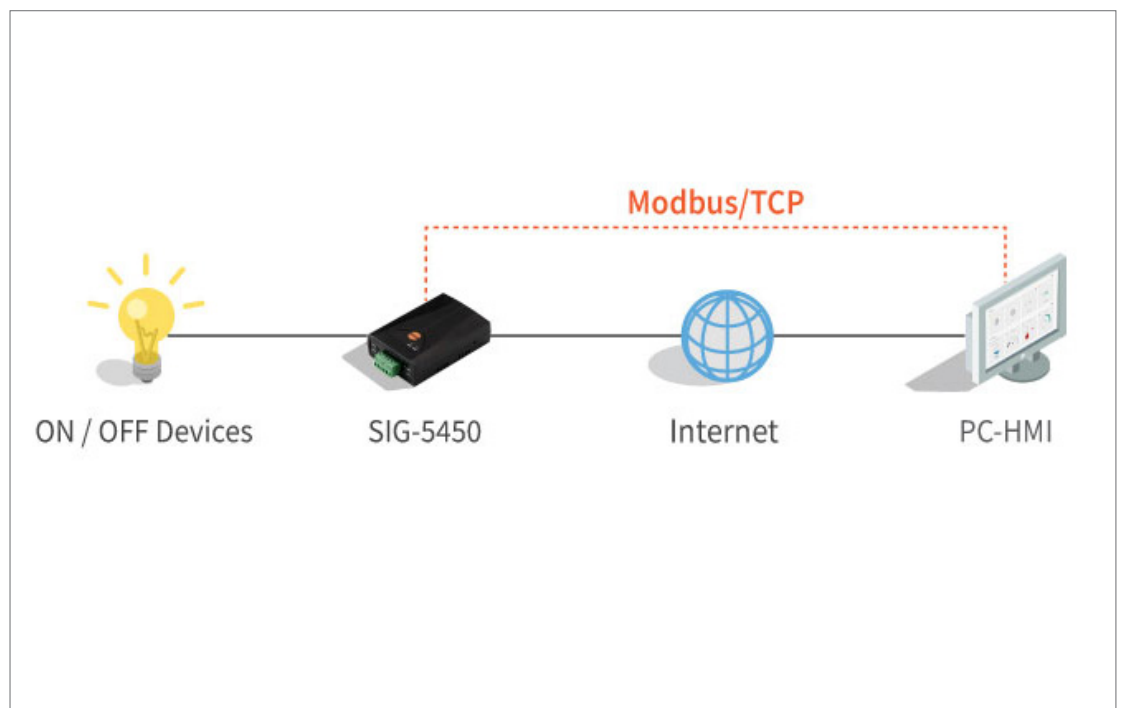 Modbus/TCP
ON / OFF Devices
SIG-5450
Internet
PC-HMI